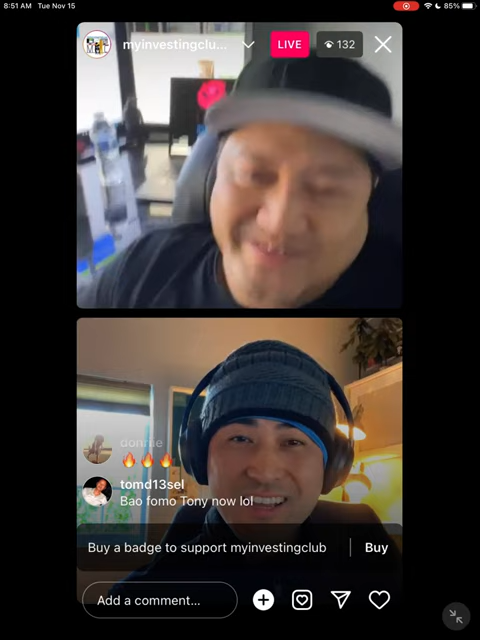 8:51 AM Tue Nov 15
85%
myinvestingclu...
LIVE
132
donnie
🔥🔥🔥
tomd13sel
Bao fomo Tony now lol
Buy a badge to support myinvestingclub
Buy
Add a comment...